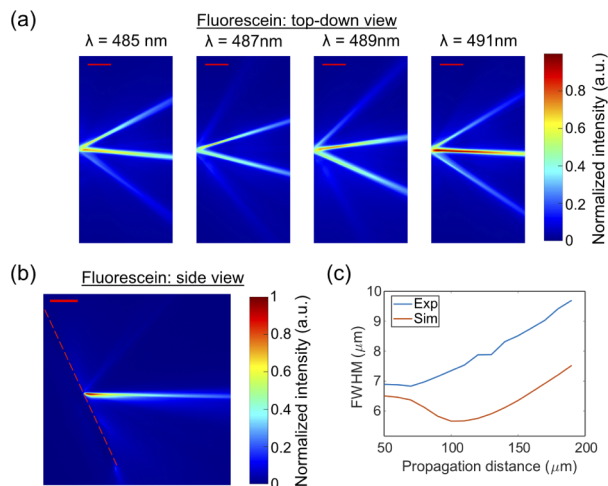 (a)
Fluorescein: top-down view
λ = 485 nm
λ = 487nm
λ = 489nm
λ = 491nm
0.8
0.6
0.4
0.2
0
Normalized intensity (a.u.)
(b)
Fluorescein: side view
1
0.8
0.6
0.4
0.2
0
Normalized intensity (a.u.)
(c)
10
9
8
7
6
FWHM (μm)
Exp
Sim
50
100
150
200
Propagation distance (μm)